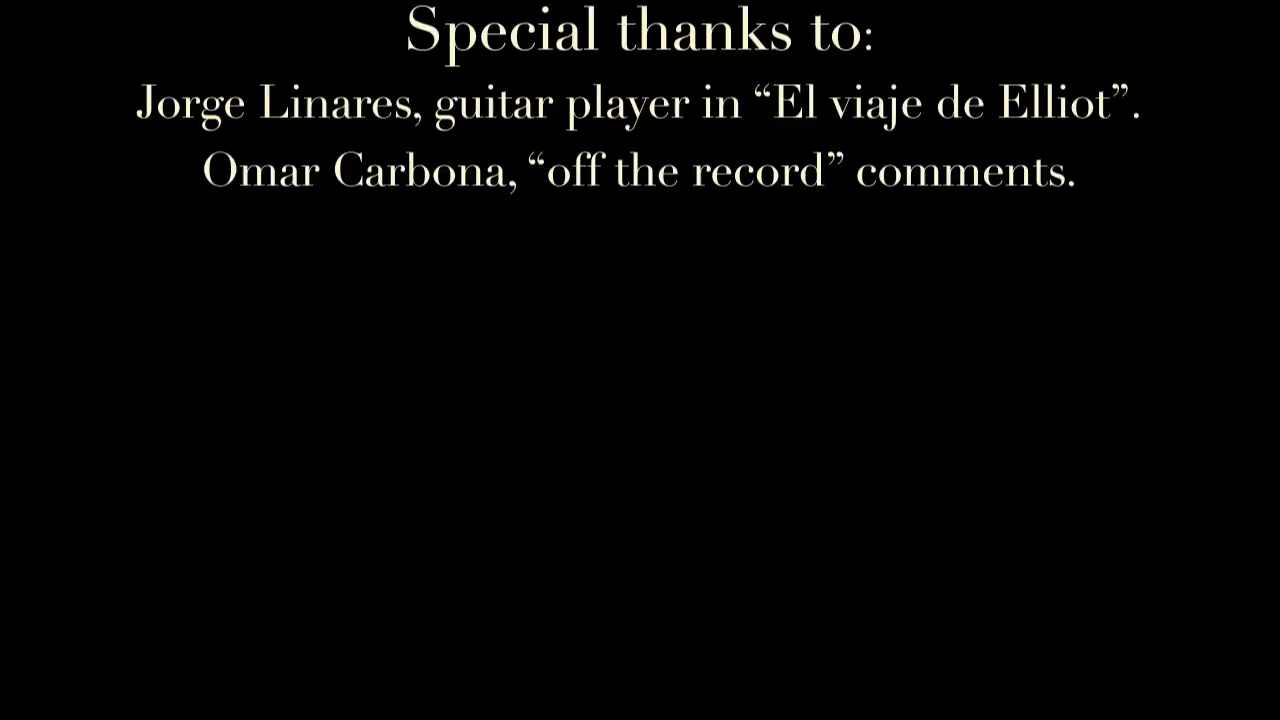 Special thanks to:
Jorge Linares, guitar player in “El viaje de Elliot”.
Omar Carbona, “off the record” comments.